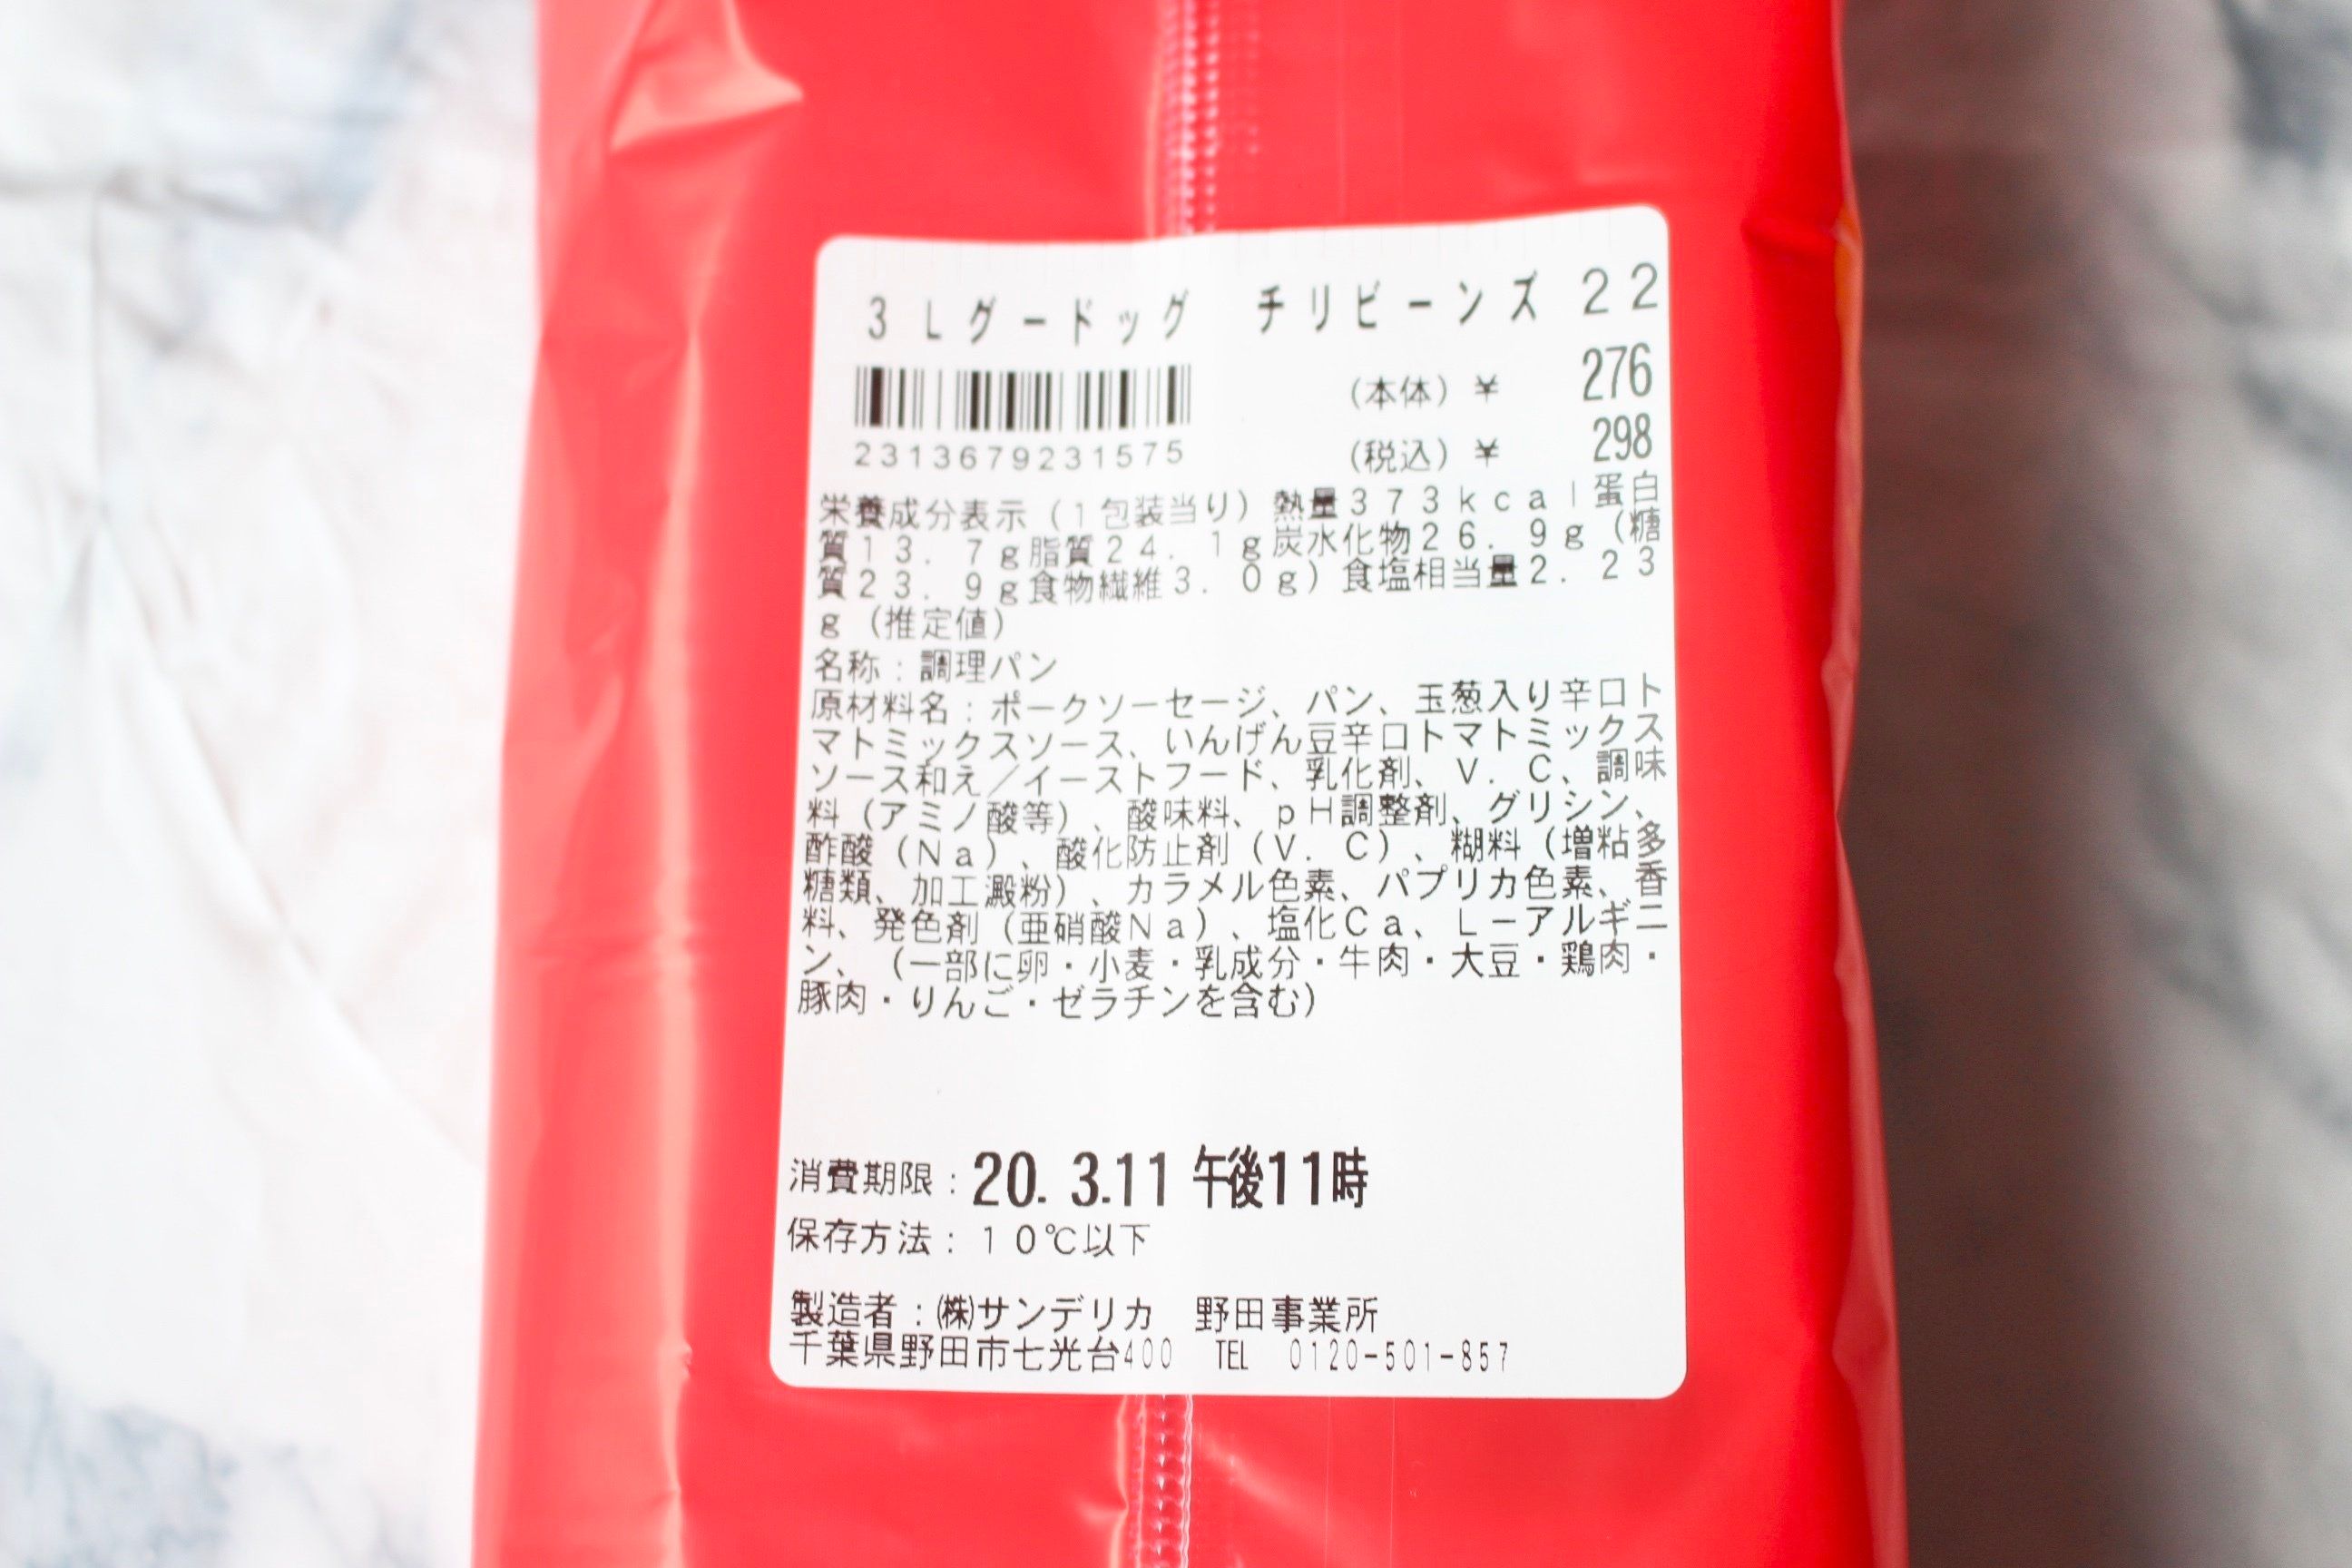 3Lグードッグ　チリビーンズ 22
(本体) ¥ 276
2313679231575
(税込) ¥ 298
栄養成分表示（1包装当り）熱量373kcal蛋白
質13．7g脂質24．1g炭水化物26．9g（糖
質23．9g食物繊維3．0g）食塩相当量2．23
g（推定値）
名称：調理パン
原材料名：ポークソーセージ、パン、玉葱入り辛口ト
マトミックスソース、いんげん豆辛口トマトミックス
ソース和え／イーストフード、乳化剤、V．C、調味
料（アミノ酸等）、酸味料、pH調整剤、グリシン、
酢酸（Na）、酸化防止剤（V．C）、糊料（増粘多
糖類、加工澱粉）、カラメル色素、パプリカ色素、香
料、発色剤（亜硝酸Na）、塩化Ca、L－アルギニ
ン、（一部に卵・小麦・乳成分・牛肉・大豆・鶏肉・
豚肉・りんご・ゼラチンを含む）
消費期限：20. 3.11 午後11時
保存方法：10℃以下
製造者：㈱サンデリカ　野田事業所
千葉県野田市七光台400　TEL　0120-501-857